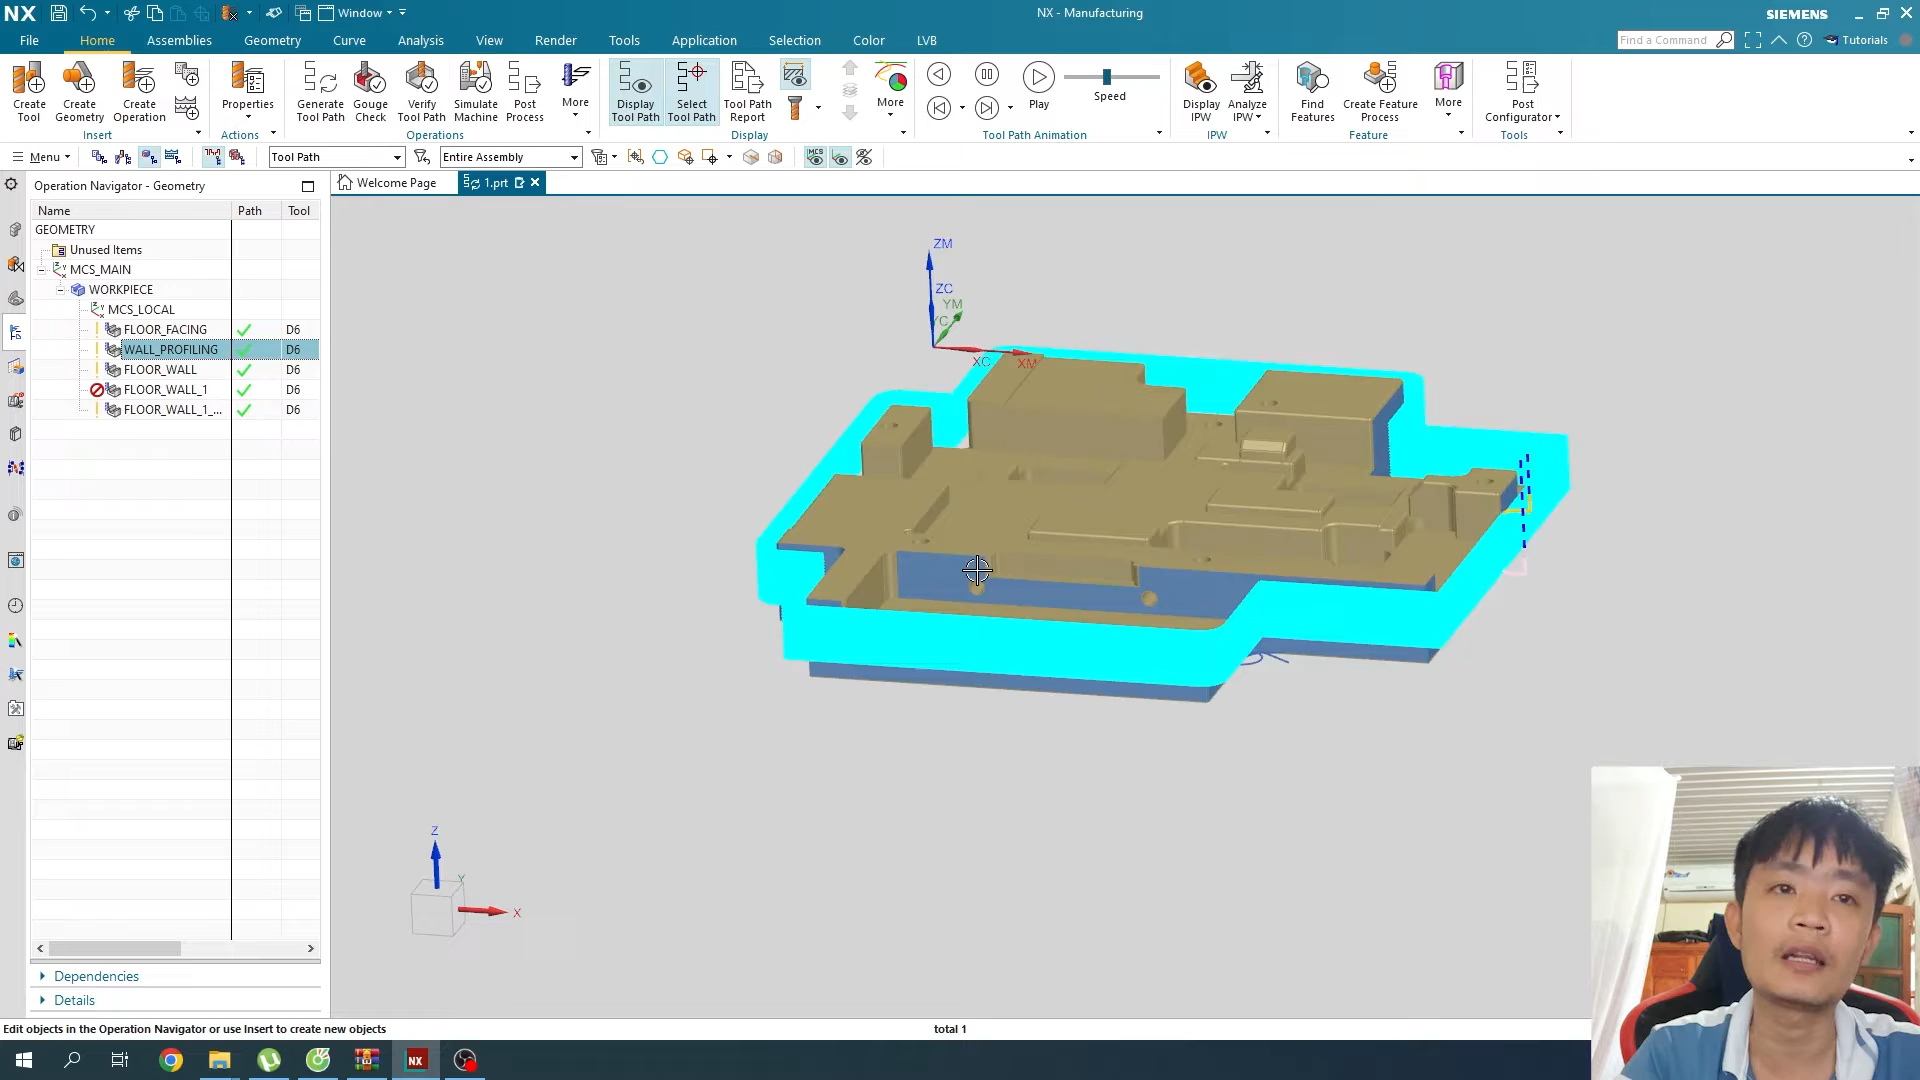 NX
Window
NX - Manufacturing
SIEMENS
File
Home
Assemblies
Geometry
Curve
Analysis
View
Render
Tools
Application
Selection
Color
LVB
Find a Command
Tutorials
Create Tool
Create Geometry
Create Operation
Properties
Generate Tool Path
Gouge Check
Verify Tool Path
Simulate Machine
Post Process
More
Display Tool Path
Select Tool Path
Tool Path Report
More
Play
Speed
Display IPW
Analyze IPW
Find Features
Create Feature Process
More
Post Configurator
Insert
Actions
Operations
Display
Tool Path Animation
IPW
Feature
Tools
Menu
Tool Path
Entire Assembly
MCS
Operation Navigator - Geometry
Welcome Page
1.prt
Name
Path
Tool
GEOMETRY
Unused Items
MCS_MAIN
WORKPIECE
MCS_LOCAL
FLOOR_FACING
D6
WALL_PROFILING
D6
FLOOR_WALL
D6
FLOOR_WALL_1
D6
FLOOR_WALL_1_...
D6
ZM
ZC
YM
YC
XC
XM
Z
Y
X
Dependencies
Details
Edit objects in the Operation Navigator or use Insert to create new objects
total 1
NX